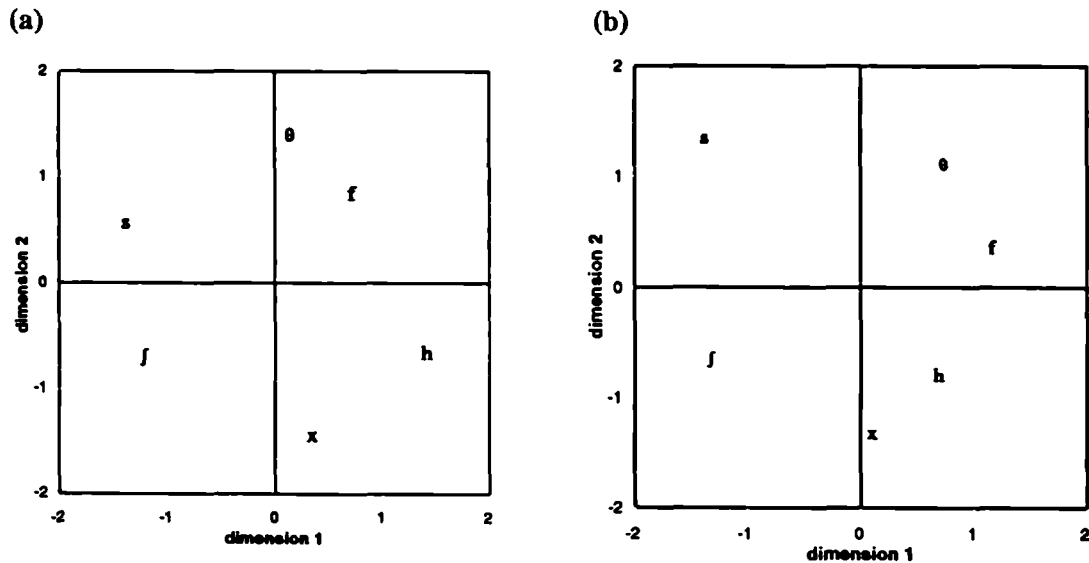 (a)
2
1
0
-1
-2
dimension 2
θ
f
s
ʃ
h
x
-2 -1 0 1 2
dimension 1
(b)
2
1
0
-1
-2
dimension 2
s
θ
f
ʃ
h
x
-2 -1 0 1 2
dimension 1